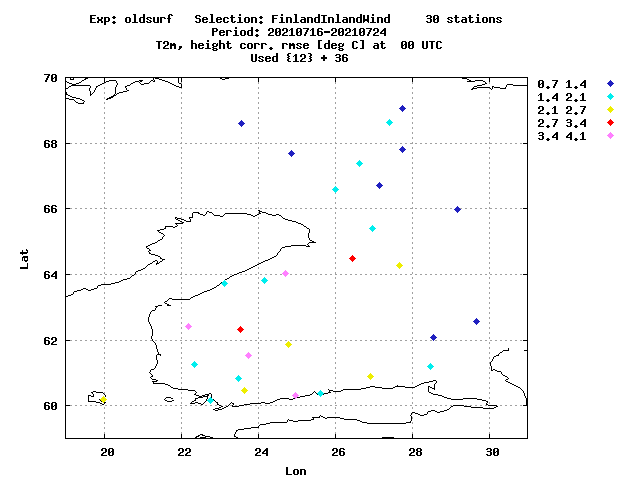 Exp: oldsurf Selection: FinlandInlandWind 30 stations
Period: 20210716-20210724
T2m, height corr. rmse [deg C] at 00 UTC
Used {12} + 36
70
68
66
64
62
60
Lat
20 22 24 26 28 30
Lon
0.7 1.4
1.4 2.1
2.1 2.7
2.7 3.4
3.4 4.1